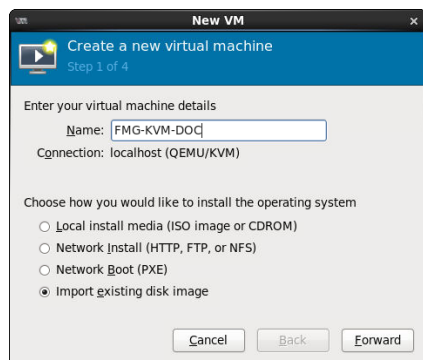 New VM
Create a new virtual machine
Step 1 of 4
Enter your virtual machine details
Name: FMG-KVM-DOC
Connection: localhost (QEMU/KVM)
Choose how you would like to install the operating system
Local install media (ISO image or CDROM)
Network Install (HTTP, FTP, or NFS)
Network Boot (PXE)
Import existing disk image
Cancel Back Forward